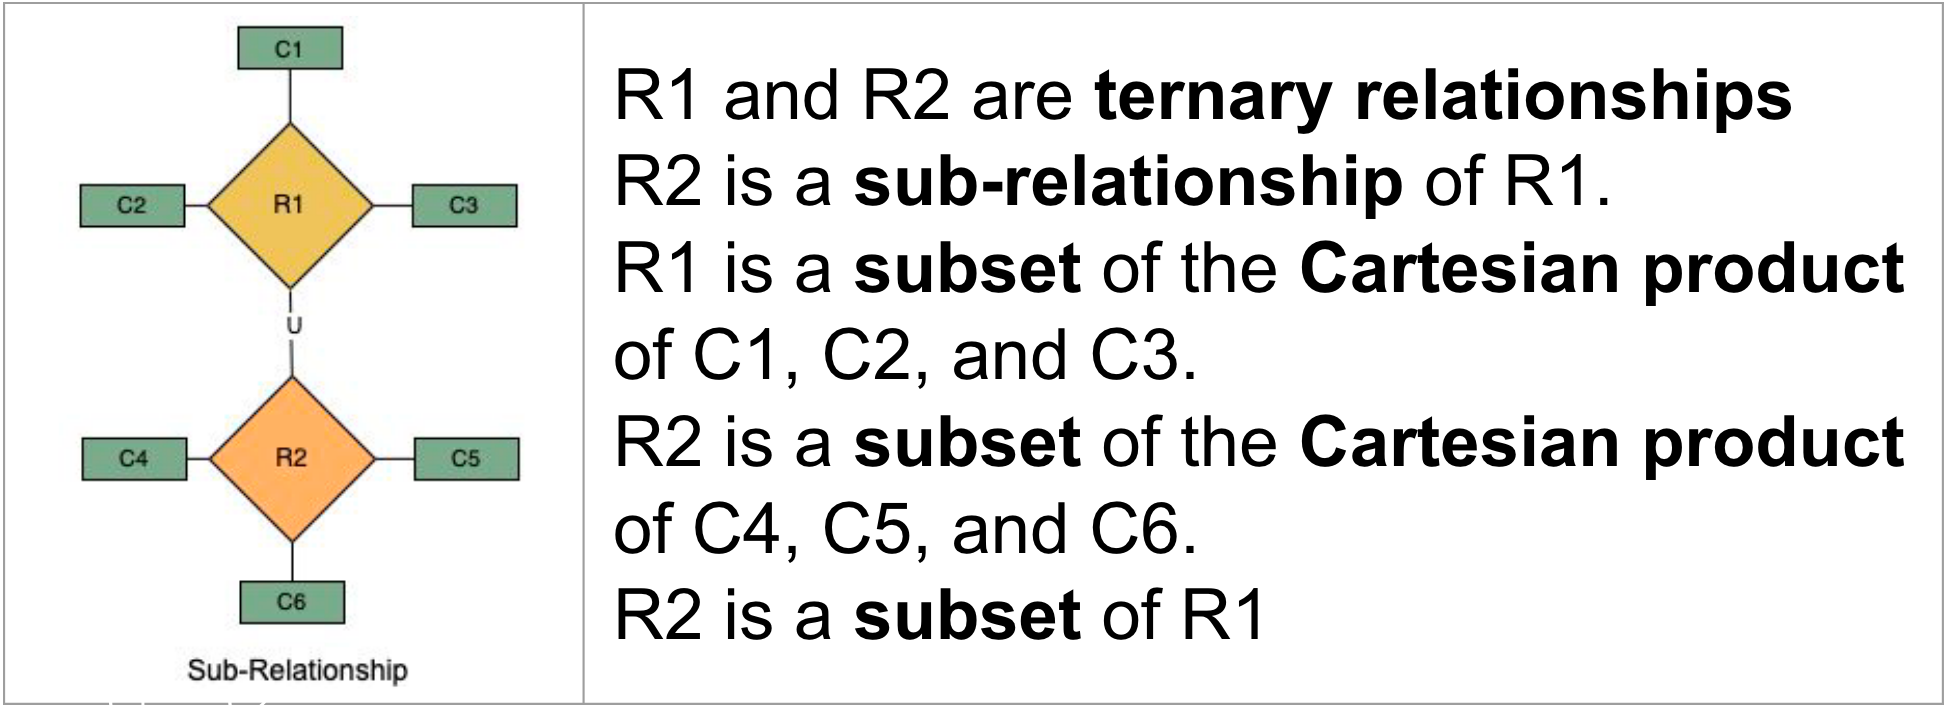 C1
C2
R1
C3
U
C4
R2
C5
C6
Sub-Relationship
R1 and R2 are ternary relationships
R2 is a sub-relationship of R1.
R1 is a subset of the Cartesian product
of C1, C2, and C3.
R2 is a subset of the Cartesian product
of C4, C5, and C6.
R2 is a subset of R1